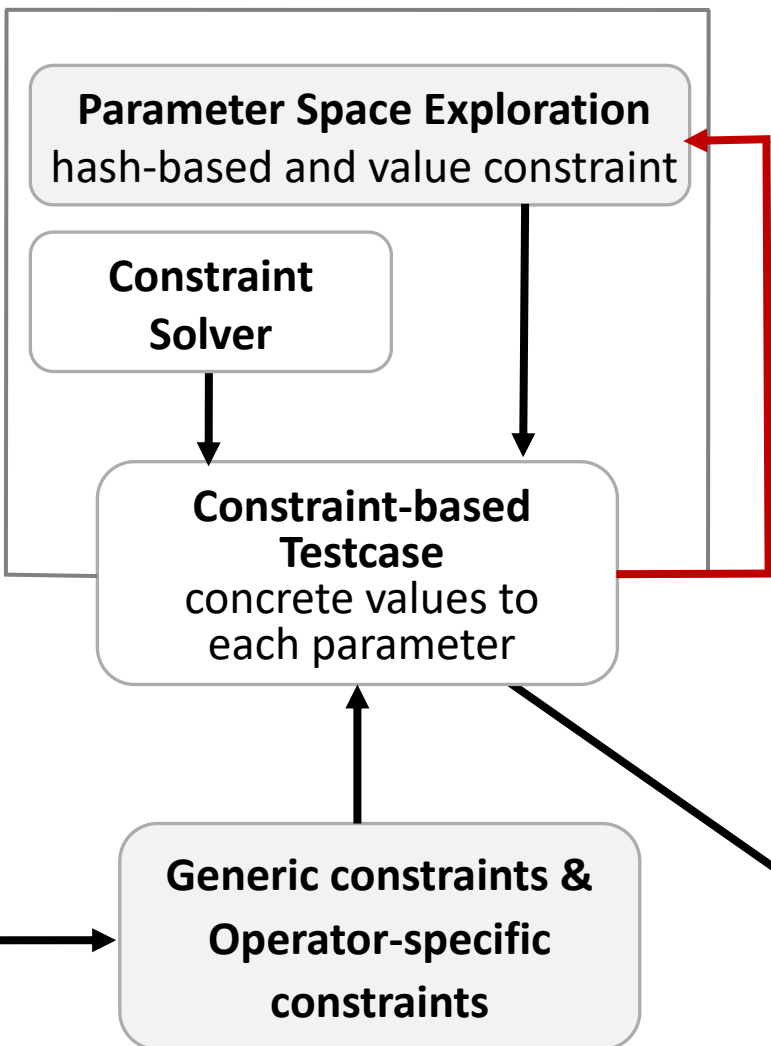 Parameter Space Exploration
hash-based and value constraint
Constraint
Solver
Constraint-based
Testcase
concrete values to
each parameter
Generic constraints &
Operator-specific
constraints